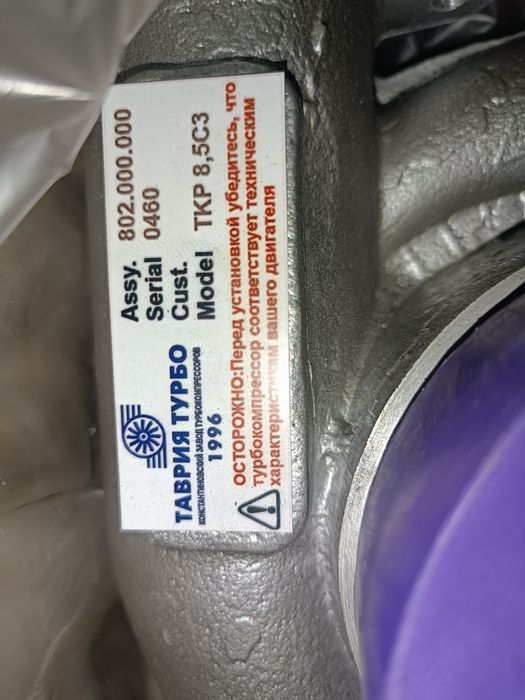 ТАВРИЯ ТУРБО
КОНСТАНТИНОВСКИЙ ЗАВОД ТУРБОКОМПРЕССОРОВ
1996
Assy. 802.000.000
Serial 0460
Cust.
Model ТКР 8,5С3
ОСТОРОЖНО:Перед установкой убедитесь, что
турбокомпрессор соответствует техническим
характеристикам вашего двигателя